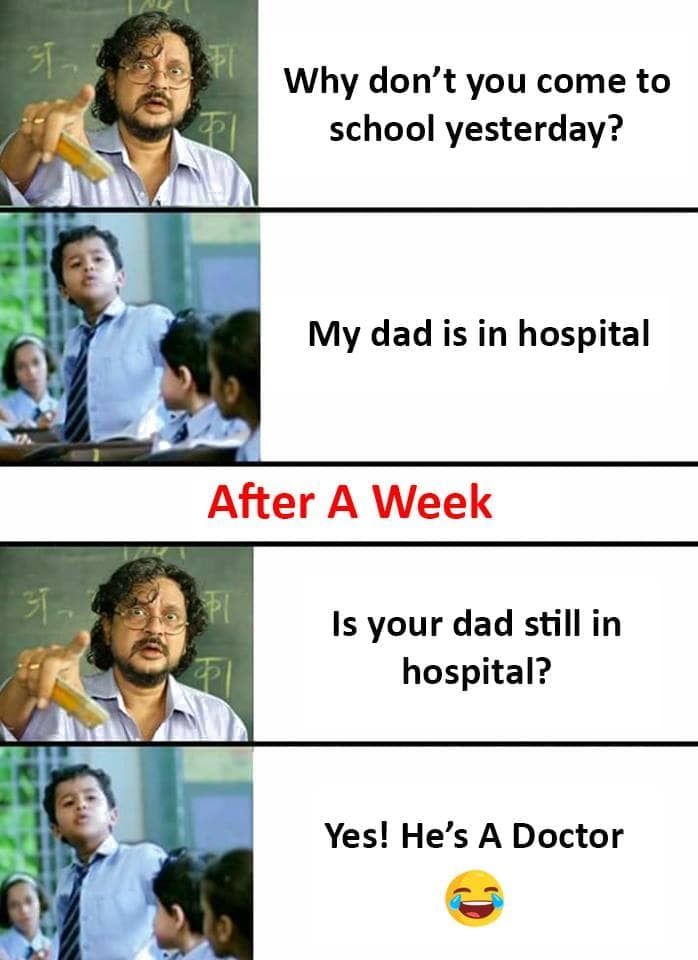 अ
का
का
Why don’t you come to
school yesterday?
My dad is in hospital
After A Week
अ
का
का
Is your dad still in
hospital?
Yes! He’s A Doctor